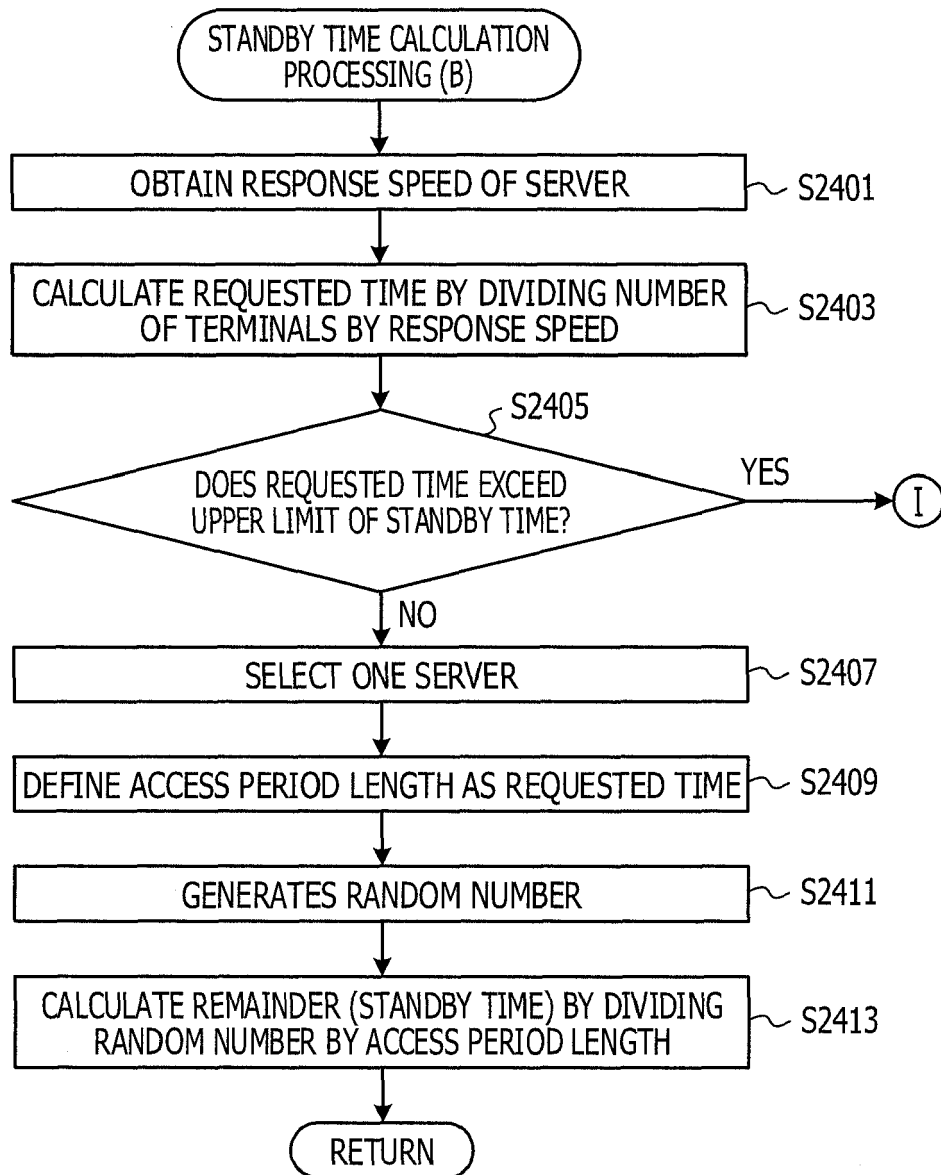 STANDBY TIME CALCULATION
PROCESSING (B)
OBTAIN RESPONSE SPEED OF SERVER
S2401
CALCULATE REQUESTED TIME BY DIVIDING NUMBER
OF TERMINALS BY RESPONSE SPEED
S2403
S2405
DOES REQUESTED TIME EXCEED
UPPER LIMIT OF STANDBY TIME?
YES
I
NO
SELECT ONE SERVER
S2407
DEFINE ACCESS PERIOD LENGTH AS REQUESTED TIME
S2409
GENERATES RANDOM NUMBER
S2411
CALCULATE REMAINDER (STANDBY TIME) BY DIVIDING
RANDOM NUMBER BY ACCESS PERIOD LENGTH
S2413
RETURN